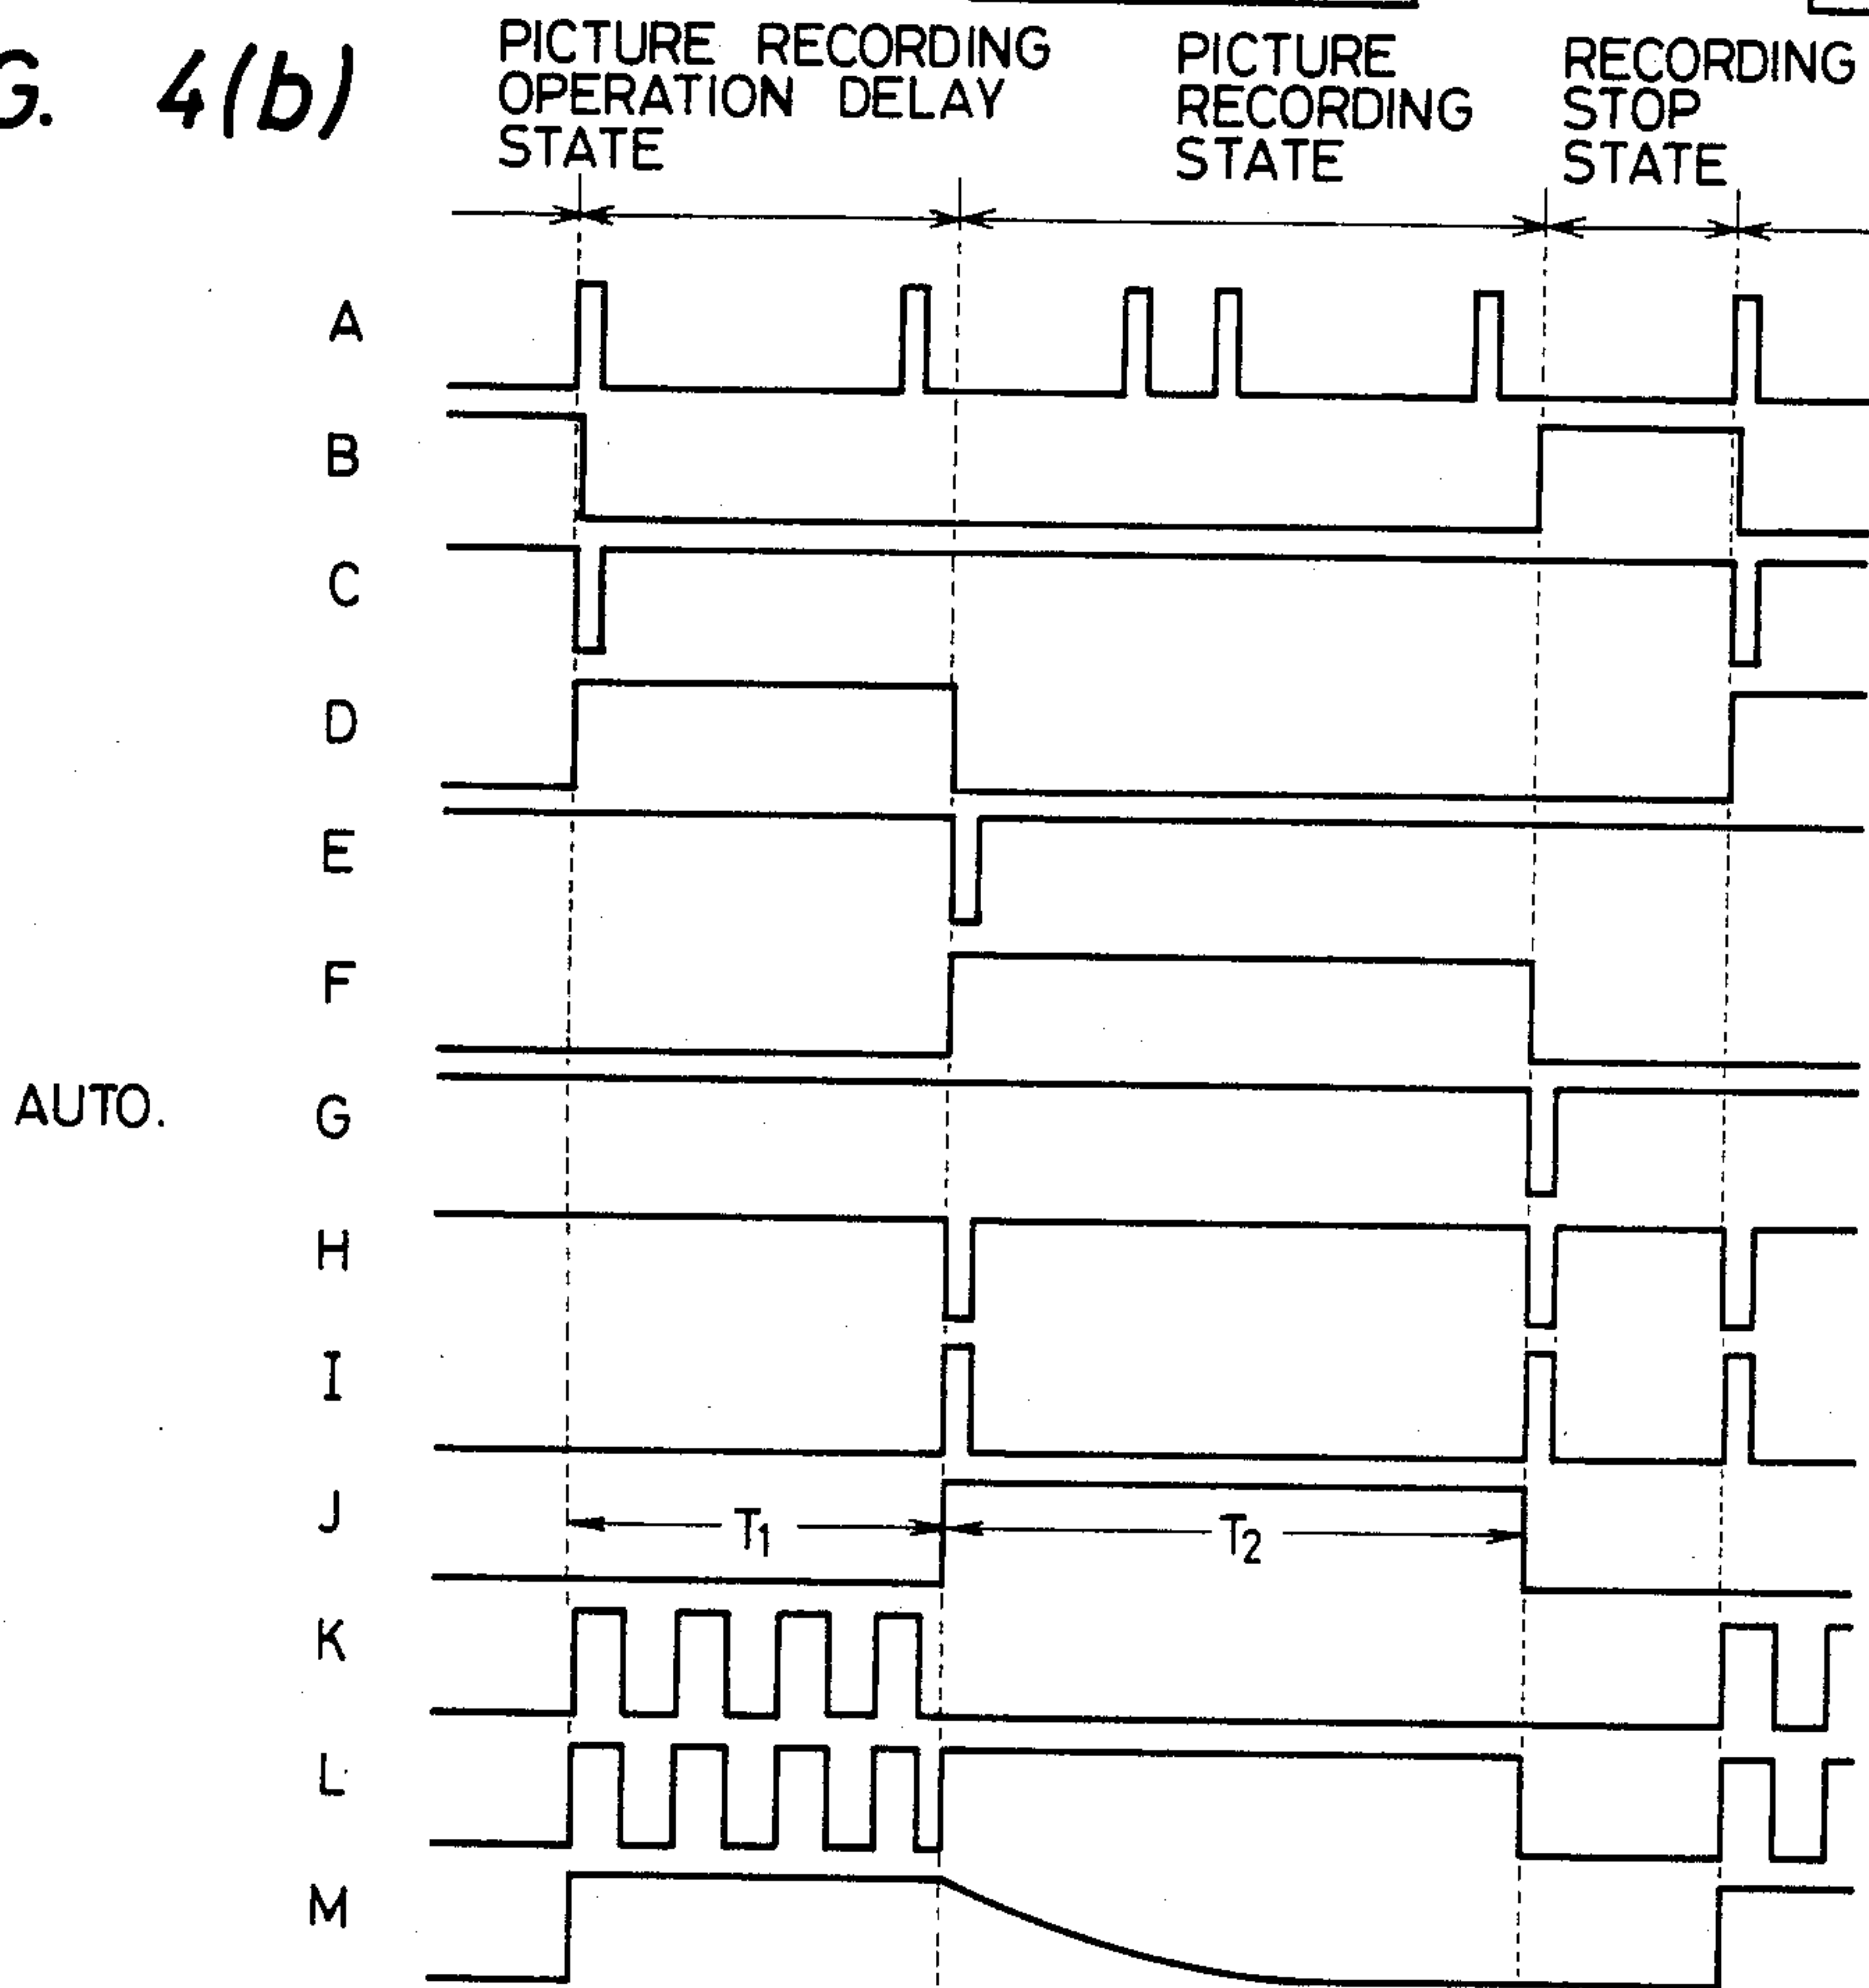 G. 4(b)
PICTURE RECORDING
OPERATION DELAY
STATE
PICTURE
RECORDING
STATE
RECORDING
STOP
STATE
A
B
C
D
E
F
AUTO.
G
H
I
J
T1
T2
K
L
M